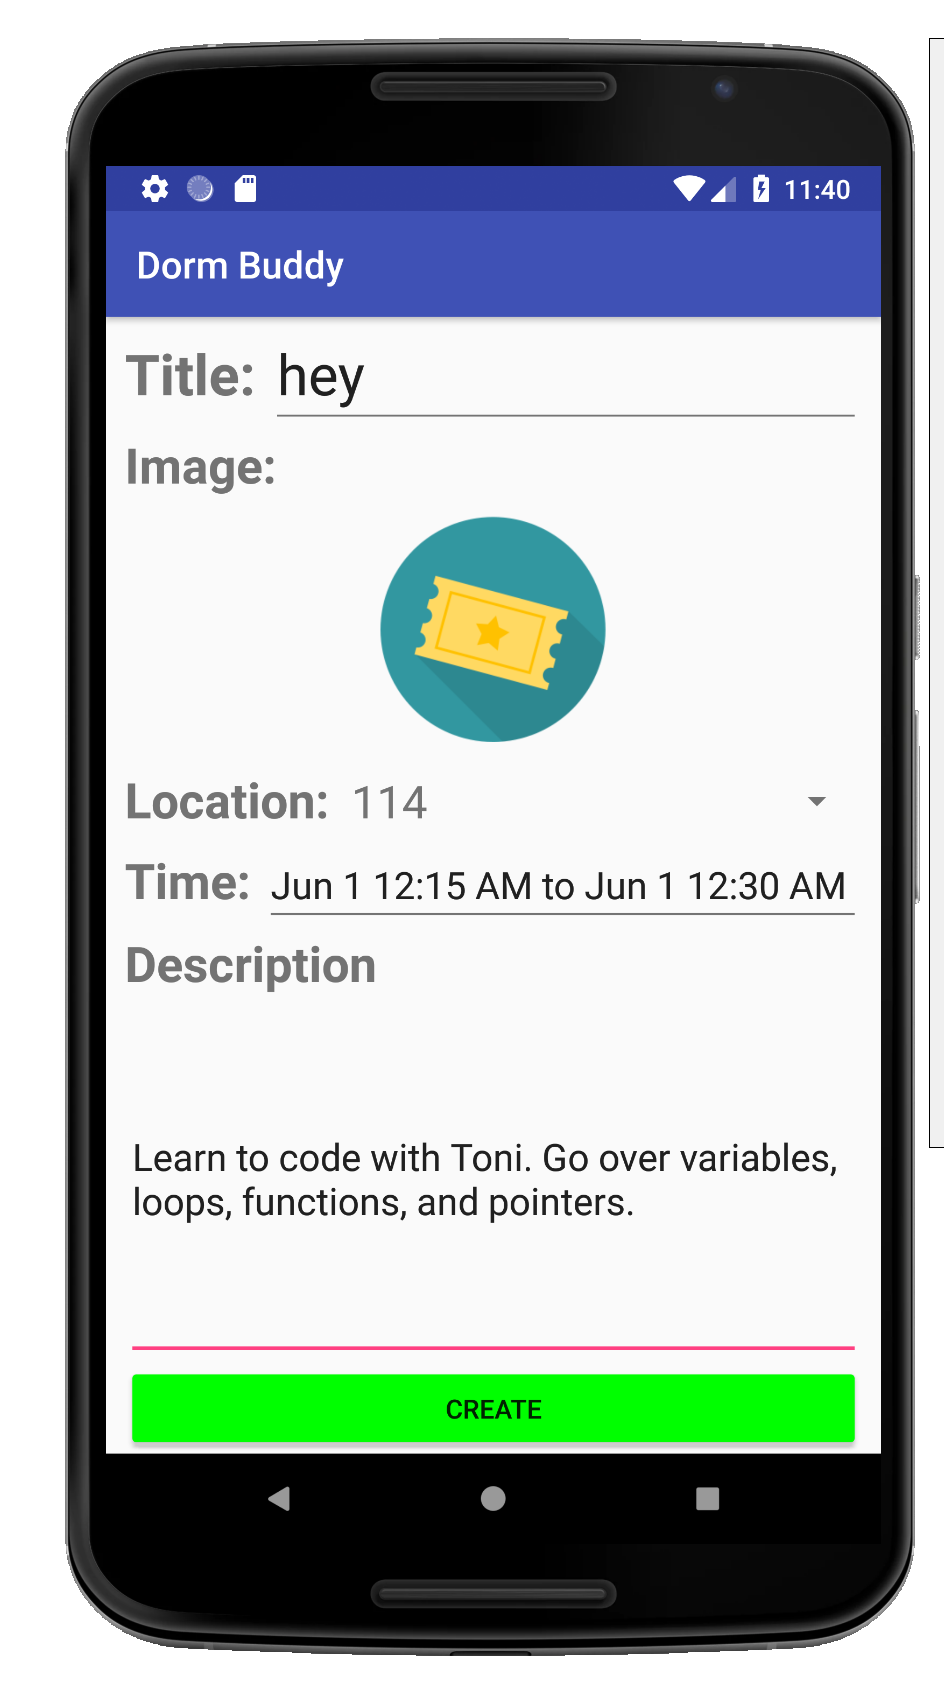 11:40
Dorm Buddy
Title: hey
Image:
Location: 114
Time: Jun 1 12:15 AM to Jun 1 12:30 AM
Description
Learn to code with Toni. Go over variables,
loops, functions, and pointers.
CREATE